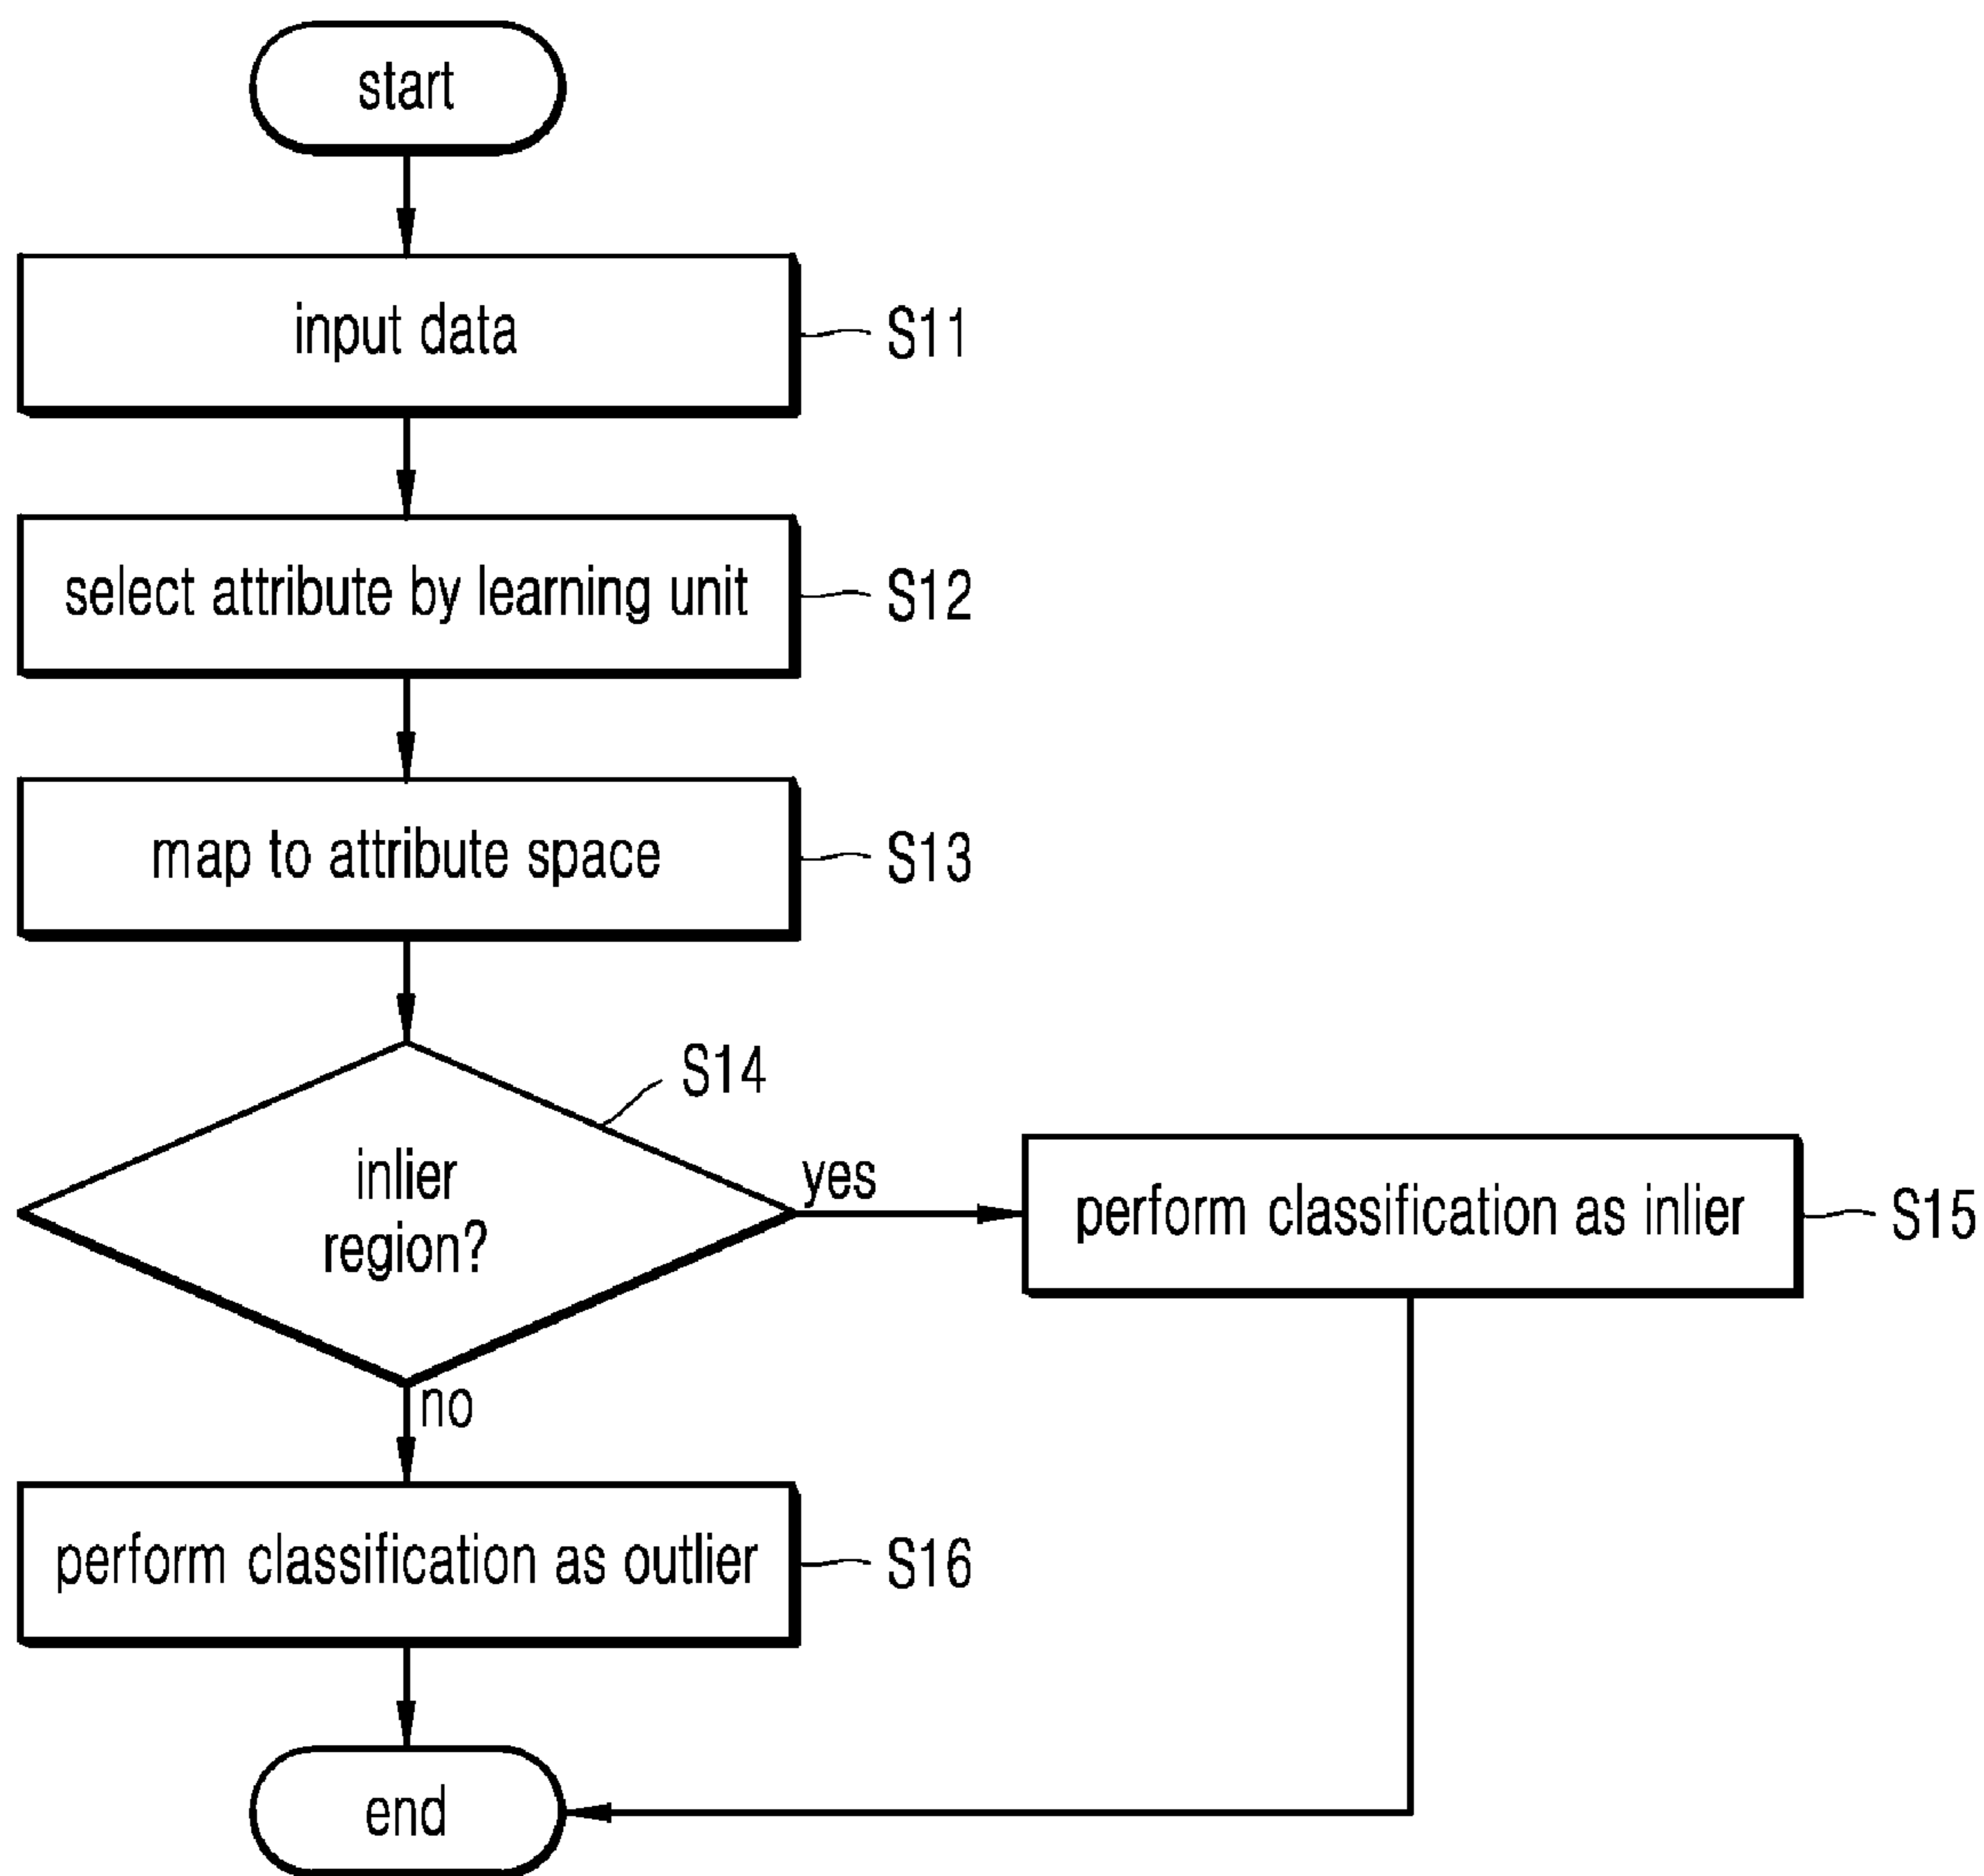 start
input data
S11
select attribute by learning unit
S12
map to attribute space
S13
S14
inlier
region?
yes
perform classification as inlier
S15
no
perform classification as outlier
S16
end